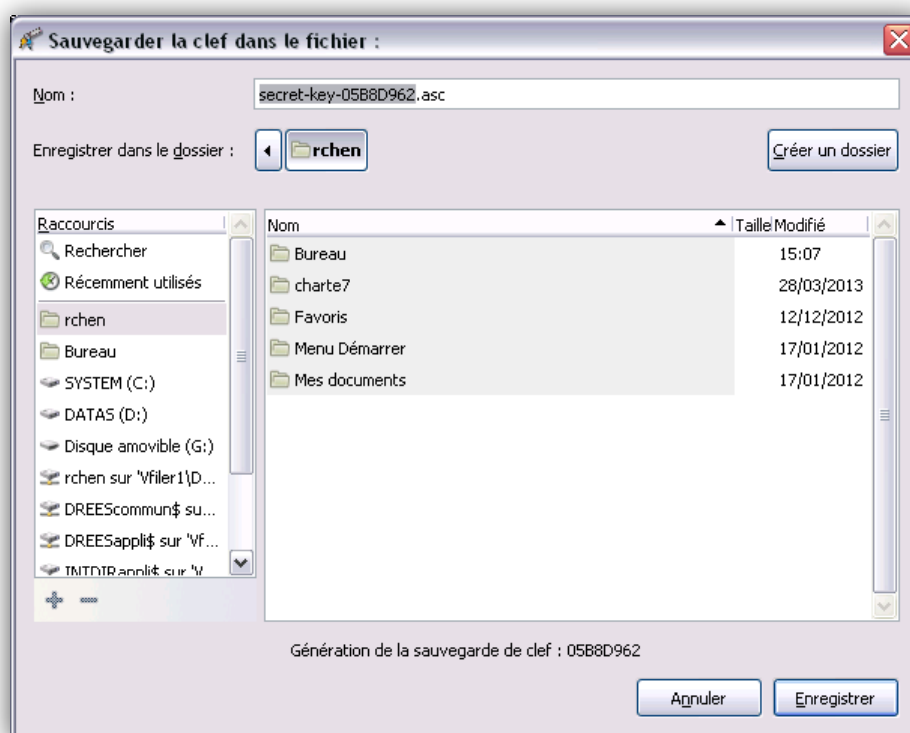 Sauvegarder la clef dans le fichier :
Nom :
secret-key-05B8D962.asc
Enregistrer dans le dossier :
rchen
Créer un dossier
Raccourcis
Rechercher
Récemment utilisés
rchen
Bureau
SYSTEM (C:)
DATAS (D:)
Disque amovible (G:)
rchen sur 'Vfiler1\D...
DREEScommun$ su...
DREESappli$ sur 'Vf...
INTDIRappli$ sur 'V
Nom Taille Modifié
Bureau 15:07
charte7 28/03/2013
Favoris 12/12/2012
Menu Démarrer 17/01/2012
Mes documents 17/01/2012
Génération de la sauvegarde de clef : 05B8D962
Annuler
Enregistrer